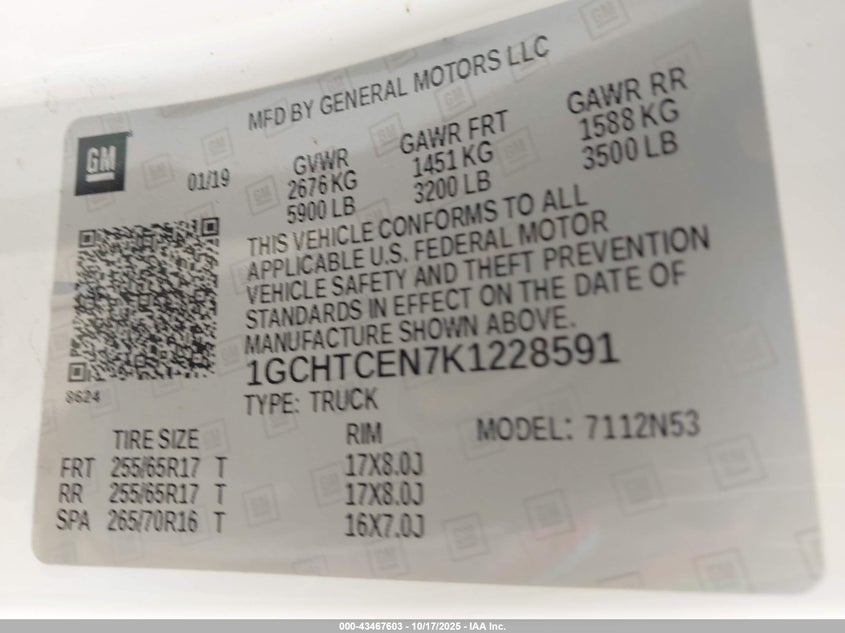 MFD BY GENERAL MOTORS LLC
GM
01/19
GVWR GAWR FRT GAWR RR
2676 KG 1451 KG 1588 KG
5900 LB 3200 LB 3500 LB
THIS VEHICLE CONFORMS TO ALL
APPLICABLE U.S. FEDERAL MOTOR
VEHICLE SAFETY AND THEFT PREVENTION
STANDARDS IN EFFECT ON THE DATE OF
MANUFACTURE SHOWN ABOVE.
1GCHTCEN7K1228591
8624
TYPE: TRUCK
TIRE SIZE RIM MODEL: 7112N53
FRT 255/65R17 T 17X8.0J
RR 255/65R17 T 17X8.0J
SPA 265/70R16 T 16X7.0J
000-43467603 - 10/17/2025 - IAA Inc.